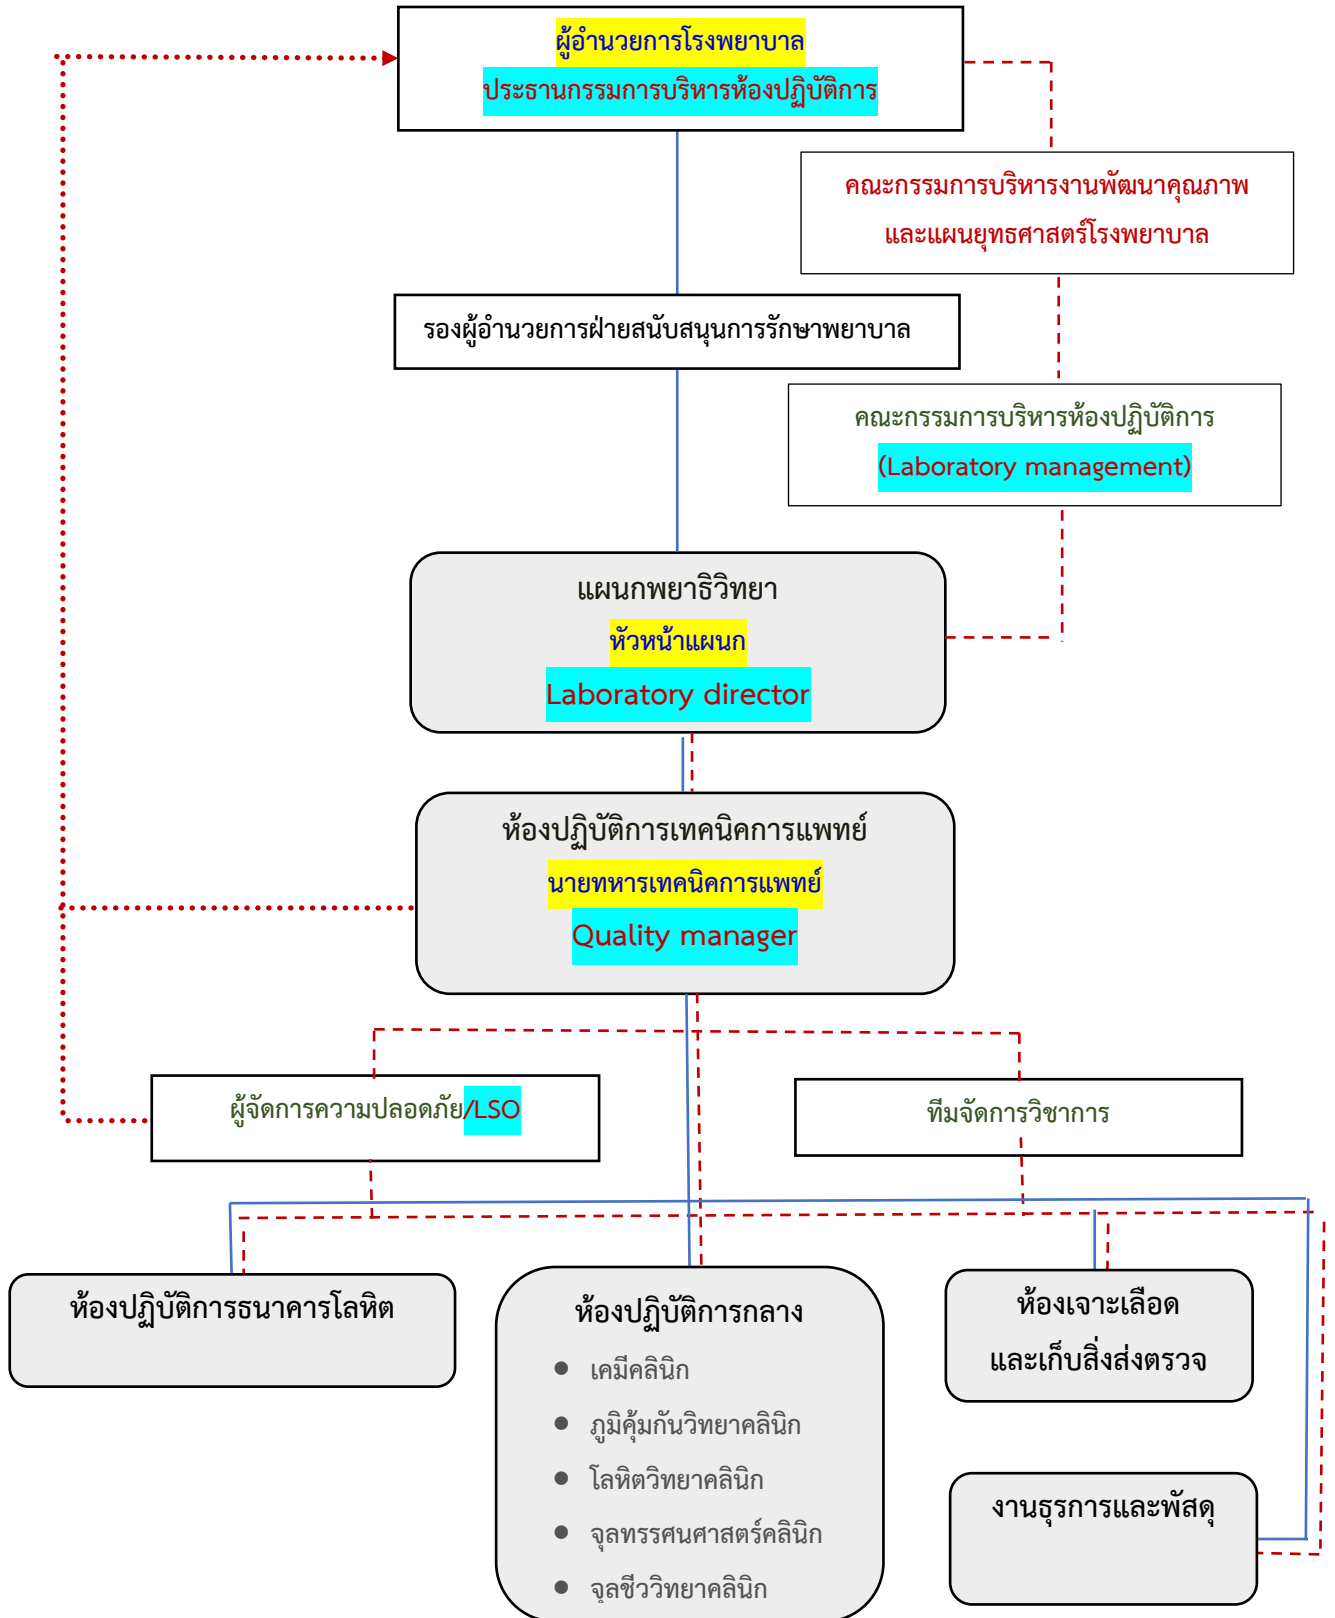 ผู้อำนวยการโรงพยาบาล
ประธานกรรมการบริหารห้องปฏิบัติการ
คณะกรรมการบริหารงานพัฒนาคุณภาพ
และแผนยุทธศาสตร์โรงพยาบาล
รองผู้อำนวยการฝ่ายสนับสนุนการรักษาพยาบาล
คณะกรรมการบริหารห้องปฏิบัติการ
(Laboratory management)
แผนกพยาธิวิทยา
หัวหน้าแผนก
Laboratory director
ห้องปฏิบัติการเทคนิคการแพทย์
นายทหารเทคนิคการแพทย์
Quality manager
ผู้จัดการความปลอดภัย/LSO
ทีมจัดการวิชาการ
ห้องปฏิบัติการธนาคารโลหิต
ห้องปฏิบัติการกลาง
● เคมีคลินิก
● ภูมิคุ้มกันวิทยาคลินิก
● โลหิตวิทยาคลินิก
● จุลทรรศนศาสตร์คลินิก
● จุลชีววิทยาคลินิก
ห้องเจาะเลือด
และเก็บสิ่งส่งตรวจ
งานธุรการและพัสดุ